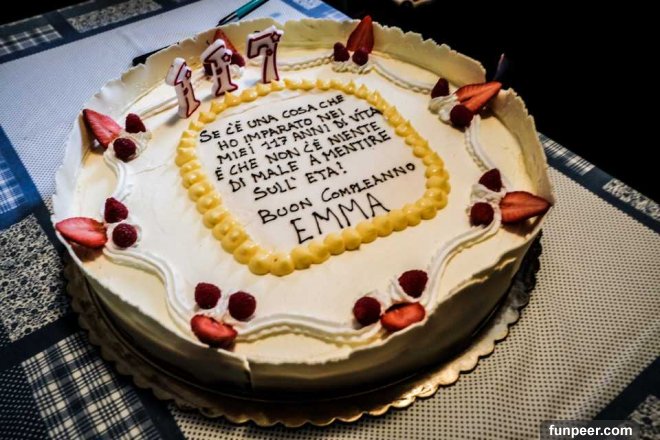 117
SE C'È UNA COSA CHE
HO IMPARATO NEI
MIEI 117 ANNI DI VITA
È CHE NON C'È NIENTE
DI MALE A MENTIRE
SULL' ETA!
BUON COMPLEANNO
EMMA
funpeer.com